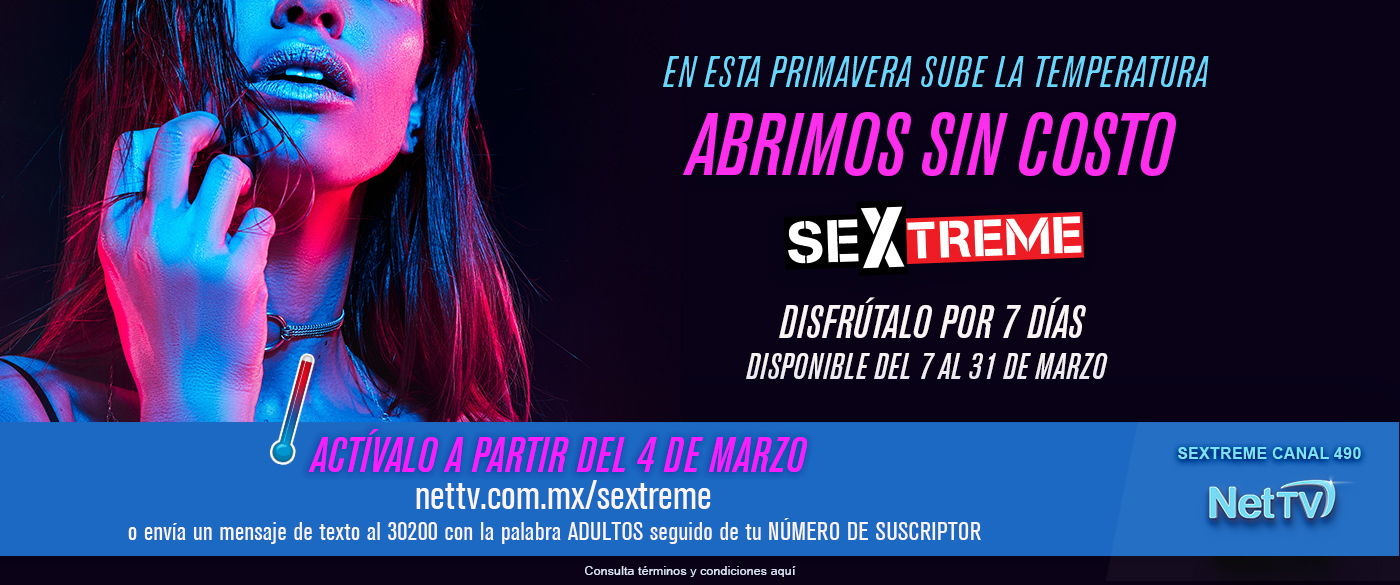 EN ESTA PRIMAVERA SUBE LA TEMPERATURA
ABRIMOS SIN COSTO
SEXTREME
DISFRÚTALO POR 7 DÍAS
DISPONIBLE DEL 7 AL 31 DE MARZO
ACTÍVALO A PARTIR DEL 4 DE MARZO
nettv.com.mx/sextreme
o envía un mensaje de texto al 30200 con la palabra ADULTOS seguido de tu NÚMERO DE SUSCRIPTOR
SEXTREME CANAL 490
NetTV
Consulta términos y condiciones aquí